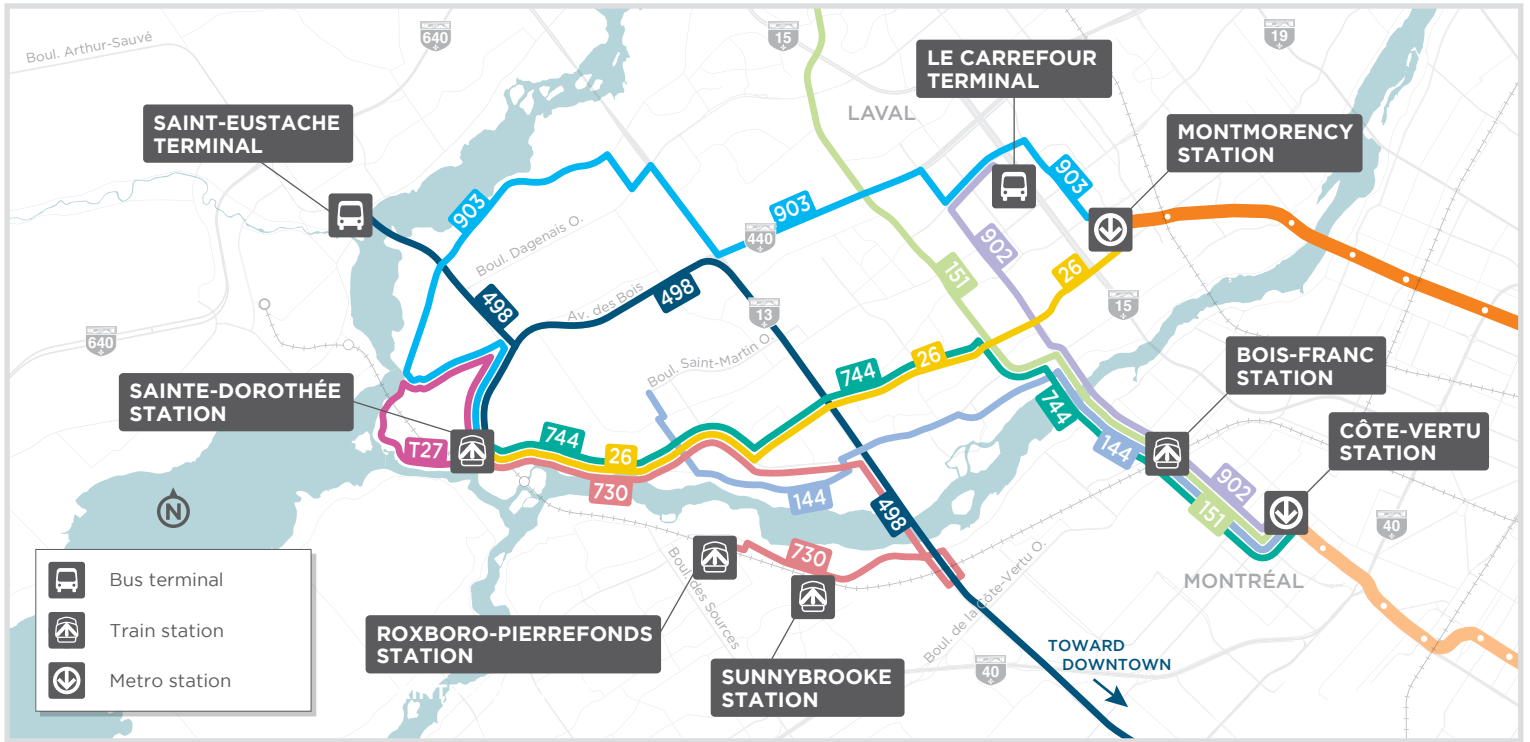 Boul. Arthur-Sauvé
640
15
19
LE CARREFOUR
TERMINAL
LAVAL
SAINT-EUSTACHE
TERMINAL
MONTMORENCY
STATION
903
903
903
440
Boul. Dagenais O.
902
26
151
498
498
Av. des Bois
13
15
640
Boul. Saint-Martin O.
BOIS-FRANC
STATION
SAINTE-DOROTHÉE
STATION
744
26
744
CÔTE-VERTU
STATION
T27
744
26
730
144
144
902
498
151
40
N
730
Boul. des Sources
Boul. de la Côte-Vertu O.
MONTRÉAL
Bus terminal
Train station
Metro station
ROXBORO-PIERREFONDS
STATION
SUNNYBROOKE
STATION
40
TOWARD
DOWNTOWN